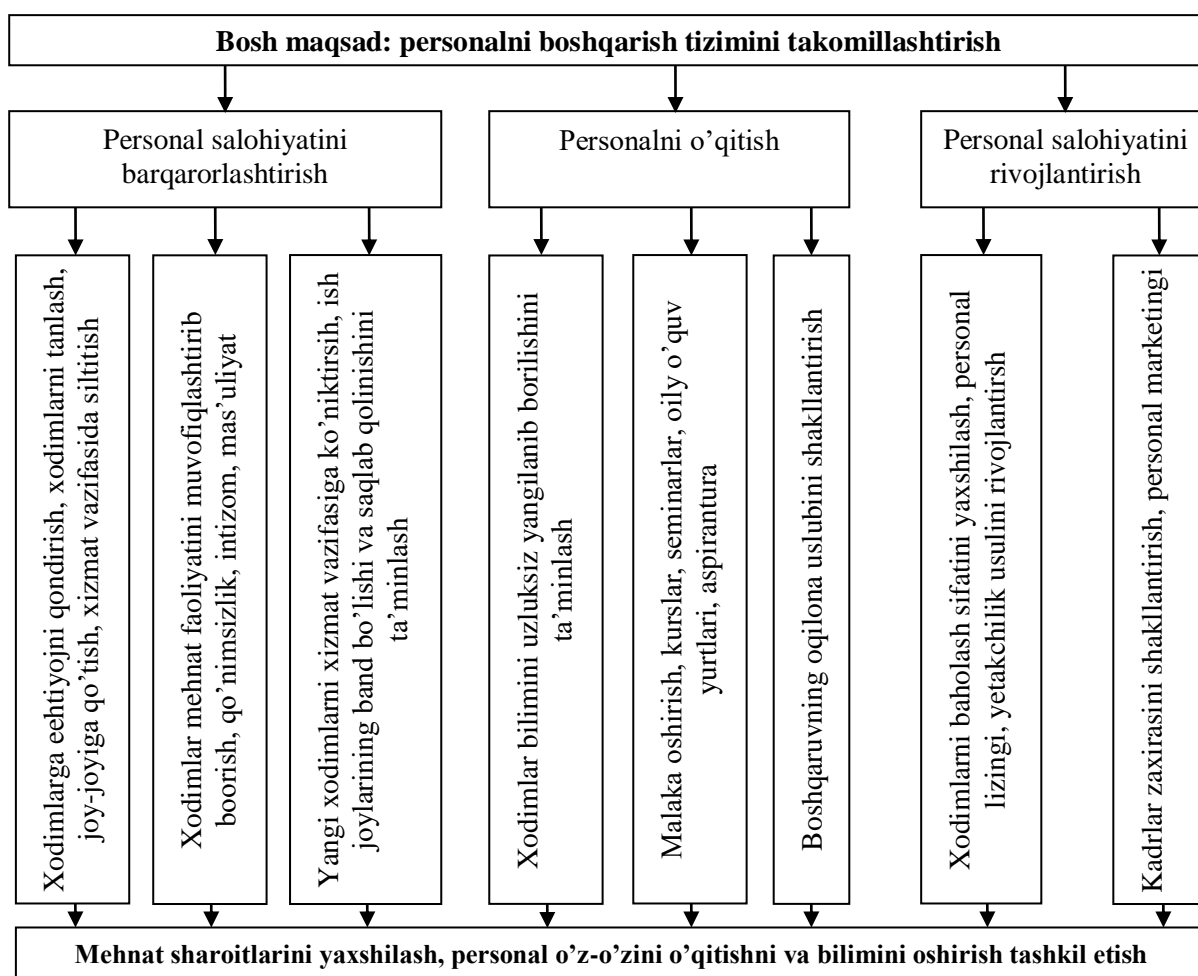 Bosh maqsad: personalni boshqarish tizimini takomillashtirish
Personal salohiyatini
barqarorlashtirish
Personalni o’qitish
Personal salohiyatini
rivojlantirish
Xodimlarga eehtiyojni qondirish, xodimlarni tanlash,
joy-joyiga qo’tish, xizmat vazifasida siltitish
Xodimlar mehnat faoliyatini muvofiqlashtirib
boorish, qo’nimsizlik, intizom, mas’uliyat
Yangi xodimlarni xizmat vazifasiga ko’niktirsih, ish
joylarining band bo’lishi va saqlab qolinishini
ta’minlash
Xodimlar bilimini uzluksiz yangilanib borilishini
ta’minlash
Malaka oshirish, kurslar, seminarlar, oily o’quv
yurtlari, aspirantura
Boshqaruvning oqilona uslubini shakllantirish
Xodimlarni baholash sifatini yaxshilash, personal
lizingi, yetakchilik usulini rivojlantirsh
Kadrlar zaxirasini shakllantirish, personal marketingi
Mehnat sharoitlarini yaxshilash, personal o’z-o’zini o’qitishni va bilimini oshirish tashkil etish